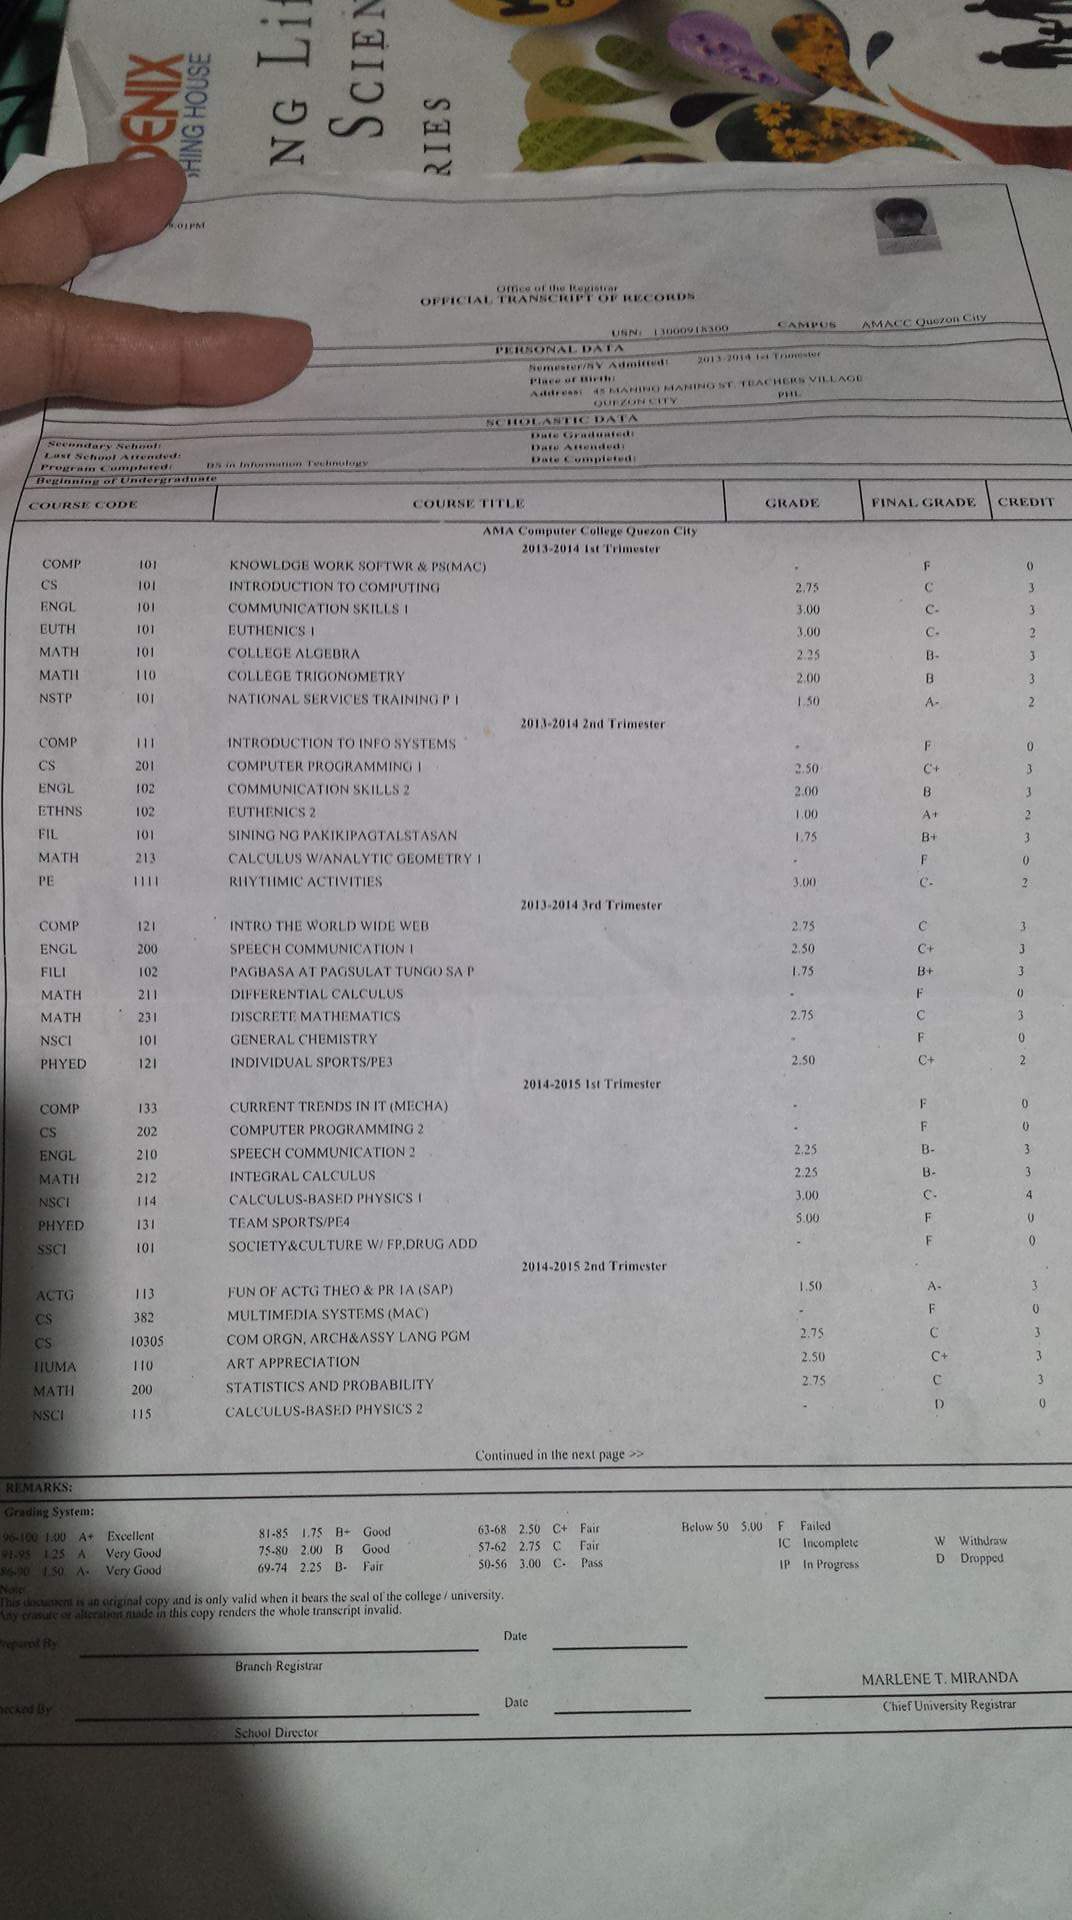 ENIX
HING HOUSE
NG LIF
SCIEN
RIES
5:01PM
Office of the Registrar
OFFICIAL TRANSCRIPT OF RECORDS
USN: 13000918300 CAMPUS AMACC Quezon City
PERSONAL DATA
Semester/SY Admitted: 2013-2014 1st Trimester
Place of Birth:
Address: 45 MAHING MAHING ST. TEACHERS VILLAGE
QUEZON CITY PHL
SCHOLASTIC DATA
Secondary School: Date Graduated:
Last School Attended: Date Attended:
Program Completed: BS in Information Technology Date Completed:
Beginning of Undergraduate
COURSE CODE COURSE TITLE GRADE FINAL GRADE CREDIT
AMA Computer College Quezon City
2013-2014 1st Trimester
COMP 101 KNOWLDGE WORK SOFTWR & PS(MAC) - F 0
CS 101 INTRODUCTION TO COMPUTING 2.75 C 3
ENGL 101 COMMUNICATION SKILLS 1 3.00 C- 3
EUTH 101 EUTHENICS 1 3.00 C- 2
MATH 101 COLLEGE ALGEBRA 2.25 B- 3
MATH 110 COLLEGE TRIGONOMETRY 2.00 B 3
NSTP 101 NATIONAL SERVICES TRAINING P 1 1.50 A- 2
2013-2014 2nd Trimester
COMP 111 INTRODUCTION TO INFO SYSTEMS - F 0
CS 201 COMPUTER PROGRAMMING 1 2.50 C+ 3
ENGL 102 COMMUNICATION SKILLS 2 2.00 B 3
ETHNS 102 EUTHENICS 2 1.00 A+ 2
FIL 101 SINING NG PAKIKIPAGTALSTASAN 1.75 B+ 3
MATH 213 CALCULUS W/ANALYTIC GEOMETRY 1 - F 0
PE 1111 RHYTHMIC ACTIVITIES 3.00 C- 2
2013-2014 3rd Trimester
COMP 121 INTRO THE WORLD WIDE WEB 2.75 C 3
ENGL 200 SPEECH COMMUNICATION 1 2.50 C+ 3
FILI 102 PAGBASA AT PAGSULAT TUNGO SA P 1.75 B+ 3
MATH 211 DIFFERENTIAL CALCULUS - F 0
MATH 231 DISCRETE MATHEMATICS 2.75 C 3
NSCI 101 GENERAL CHEMISTRY - F 0
PHYED 121 INDIVIDUAL SPORTS/PE3 2.50 C+ 2
2014-2015 1st Trimester
COMP 133 CURRENT TRENDS IN IT (MECHA) - F 0
CS 202 COMPUTER PROGRAMMING 2 - F 0
ENGL 210 SPEECH COMMUNICATION 2 2.25 B- 3
MATH 212 INTEGRAL CALCULUS 2.25 B- 3
NSCI 114 CALCULUS-BASED PHYSICS 1 3.00 C- 4
PHYED 131 TEAM SPORTS/PE4 5.00 F 0
SSCI 101 SOCIETY&CULTURE W/ FP,DRUG ADD - F 0
2014-2015 2nd Trimester
ACTG 113 FUN OF ACTG THEO & PR 1A (SAP) 1.50 A- 3
CS 382 MULTIMEDIA SYSTEMS (MAC) - F 0
CS 10305 COM ORGN, ARCH&ASSY LANG PGM 2.75 C 3
HUMA 110 ART APPRECIATION 2.50 C+ 3
MATH 200 STATISTICS AND PROBABILITY 2.75 C 3
NSCI 115 CALCULUS-BASED PHYSICS 2 - D 0
Continued in the next page >>
REMARKS:
Grading System:
96-100 1.00 A+ Excellent 81-85 1.75 B+ Good 63-68 2.50 C+ Fair Below 50 5.00 F Failed
91-95 1.25 A Very Good 75-80 2.00 B Good 57-62 2.75 C Fair IC Incomplete W Withdraw
86-90 1.50 A- Very Good 69-74 2.25 B- Fair 50-56 3.00 C- Pass IP In Progress D Dropped
Note:
This document is an original copy and is only valid when it bears the seal of the college / university.
Any erasure or alteration made in this copy renders the whole transcript invalid.
repared By Date
Branch Registrar
MARLENE T. MIRANDA
hecked By Date Chief University Registrar
School Director